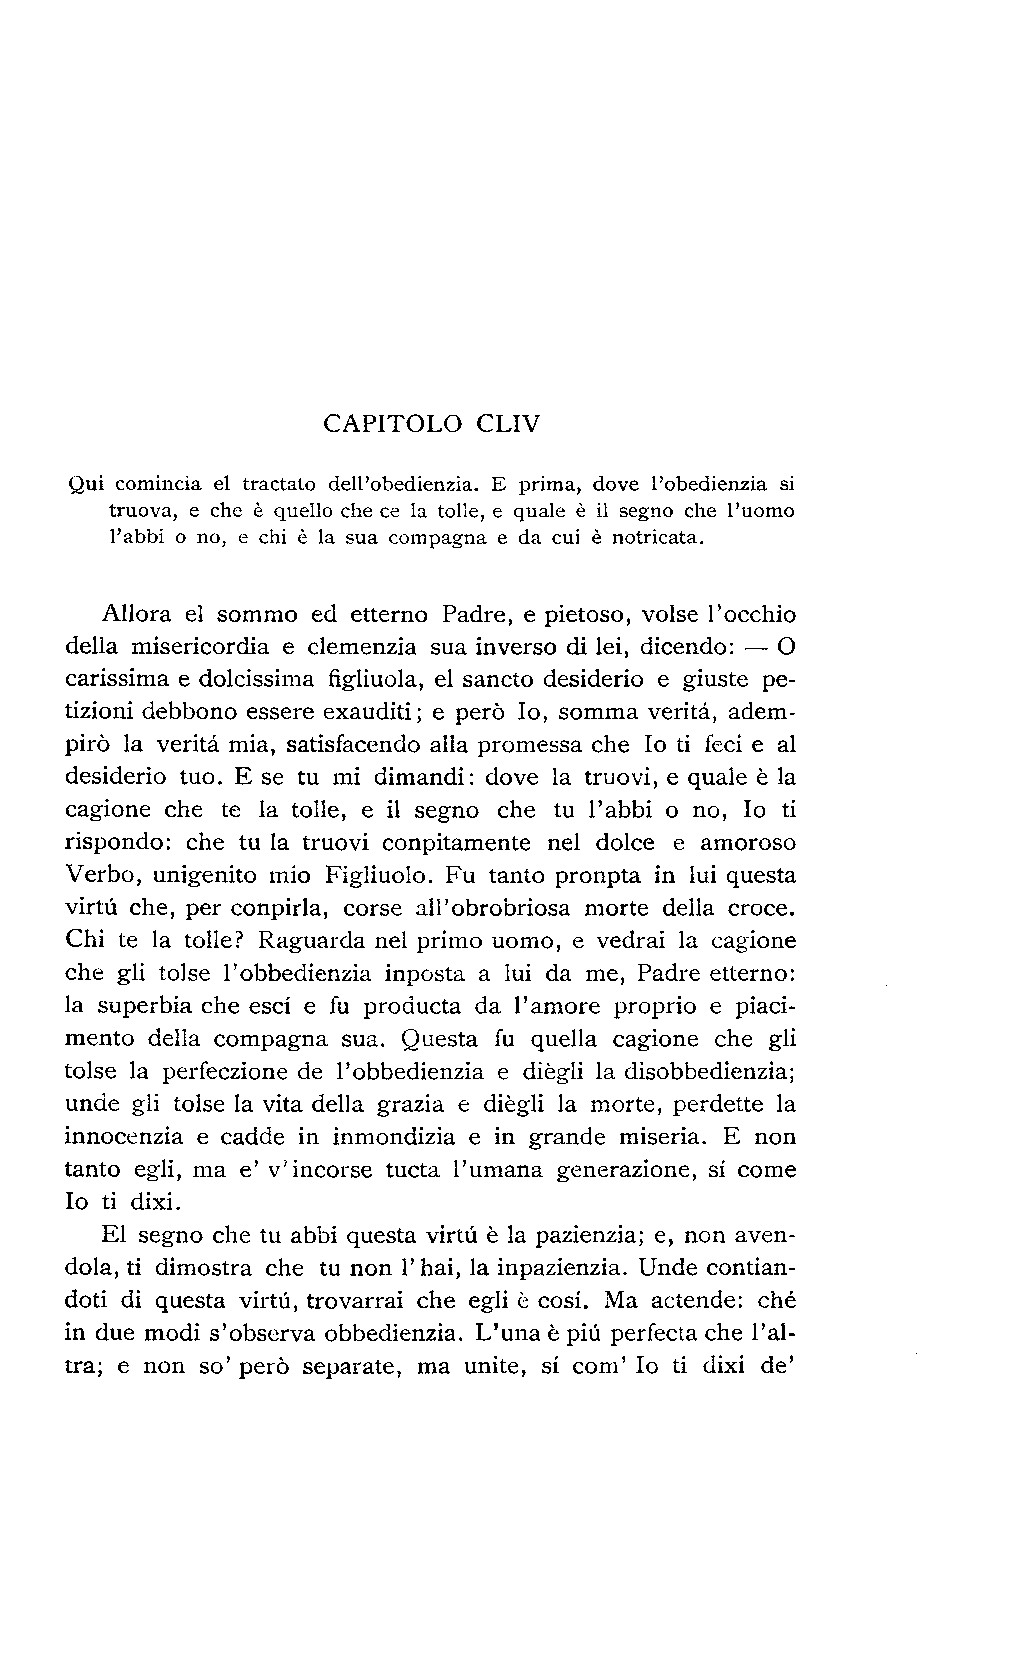 CAPITOLO CLIV
Qui comincia el tractato dell'obedienzia. E prima, dove l'obedienzia si
truova, e che è quello che ce la tolle, e quale è il segno che l'uomo
l'abbi o no, e chi è la sua compagna e da cui è notricata.
Allora el sommo ed etterno Padre, e pietoso, volse l'occhio
della misericordia e clemenzia sua inverso di lei, dicendo: — O
carissima e dolcissima figliuola, el sancto desiderio e giuste pe-
tizioni debbono essere exauditi; e però Io, somma veritá, adem-
pirò la veritá mia, satisfacendo alla promessa che Io ti feci e al
desiderio tuo. E se tu mi dimandi: dove la truovi, e quale è la
cagione che te la tolle, e il segno che tu l'abbi o no, Io ti
rispondo: che tu la truovi conpitamente nel dolce e amoroso
Verbo, unigenito mio Figliuolo. Fu tanto pronpta in lui questa
virtú che, per conpirla, corse all'obrobriosa morte della croce.
Chi te la tolle? Raguarda nel primo uomo, e vedrai la cagione
che gli tolse l'obbedienzia inposta a lui da me, Padre etterno:
la superbia che escí e fu producta da l'amore proprio e piaci-
mento della compagna sua. Questa fu quella cagione che gli
tolse la perfeczione de l'obbedienzia e diègli la disobbedienzia;
unde gli tolse la vita della grazia e diègli la morte, perdette la
innocenzia e cadde in inmondizia e in grande miseria. E non
tanto egli, ma e' v'incorse tucta l'umana generazione, sí come
Io ti dixi.
El segno che tu abbi questa virtú è la pazienzia; e, non aven-
dola, ti dimostra che tu non l'hai, la inpazienzia. Unde contian-
doti di questa virtú, trovarrai che egli è cosí. Ma actende: ché
in due modi s'observa obbedienzia. L'una è piú perfecta che l'al-
tra; e non so' però separate, ma unite, sí com' Io ti dixi de'